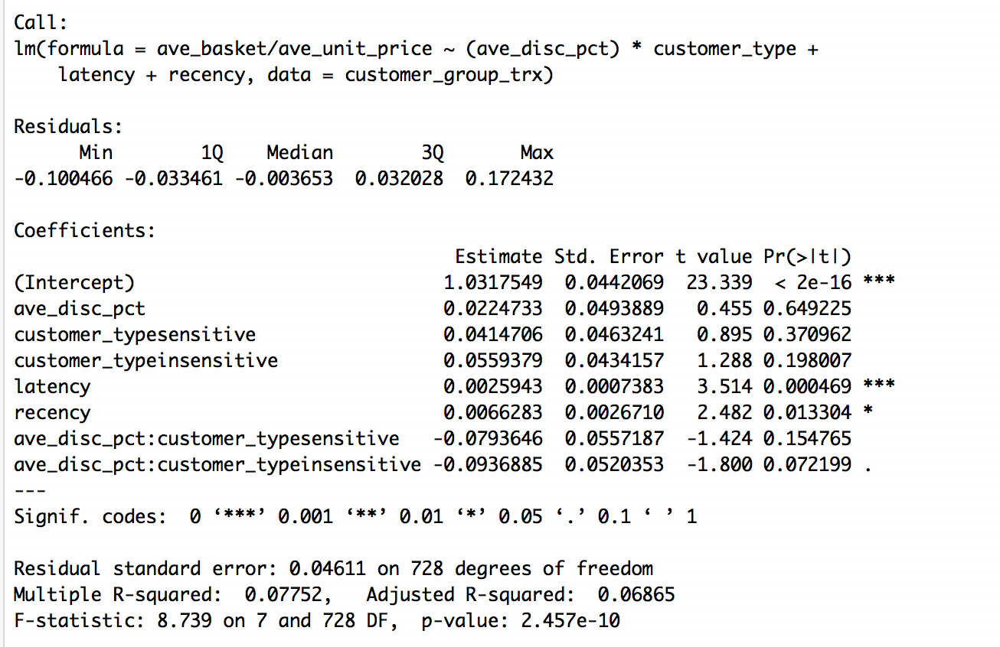 Call:
lm(formula = ave_basket/ave_unit_price ~ (ave_disc_pct) * customer_type +
    latency + recency, data = customer_group_trx)

Residuals:
      Min        1Q    Median        3Q       Max
-0.100466 -0.033461 -0.003653  0.032028  0.172432

Coefficients:
                                        Estimate Std. Error t value Pr(>|t|)
(Intercept)                            1.0317549  0.0442069  23.339  < 2e-16 ***
ave_disc_pct                           0.0224733  0.0493889   0.455 0.649225
customer_typesensitive                 0.0414706  0.0463241   0.895 0.370962
customer_typeinsensitive               0.0559379  0.0434157   1.288 0.198007
latency                                0.0025943  0.0007383   3.514 0.000469 ***
recency                                0.0066283  0.0026710   2.482 0.013304 *
ave_disc_pct:customer_typesensitive   -0.0793646  0.0557187  -1.424 0.154765
ave_disc_pct:customer_typeinsensitive -0.0936885  0.0520353  -1.800 0.072199 .
---
Signif. codes:  0 ‘***’ 0.001 ‘**’ 0.01 ‘*’ 0.05 ‘.’ 0.1 ‘ ’ 1

Residual standard error: 0.04611 on 728 degrees of freedom
Multiple R-squared:  0.07752,	Adjusted R-squared:  0.06865
F-statistic: 8.739 on 7 and 728 DF,  p-value: 2.457e-10